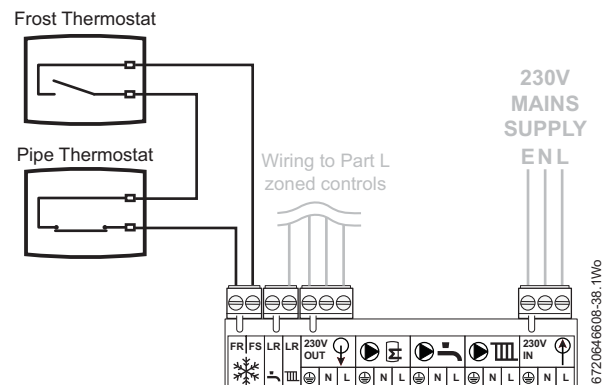 Frost Thermostat
230V
MAINS
SUPPLY
E N L
Pipe Thermostat
Wiring to Part L
zoned controls
FR FS LR LR 230V OUT 230V IN
N L N L N L N L N L
6720646608-38.1Wo